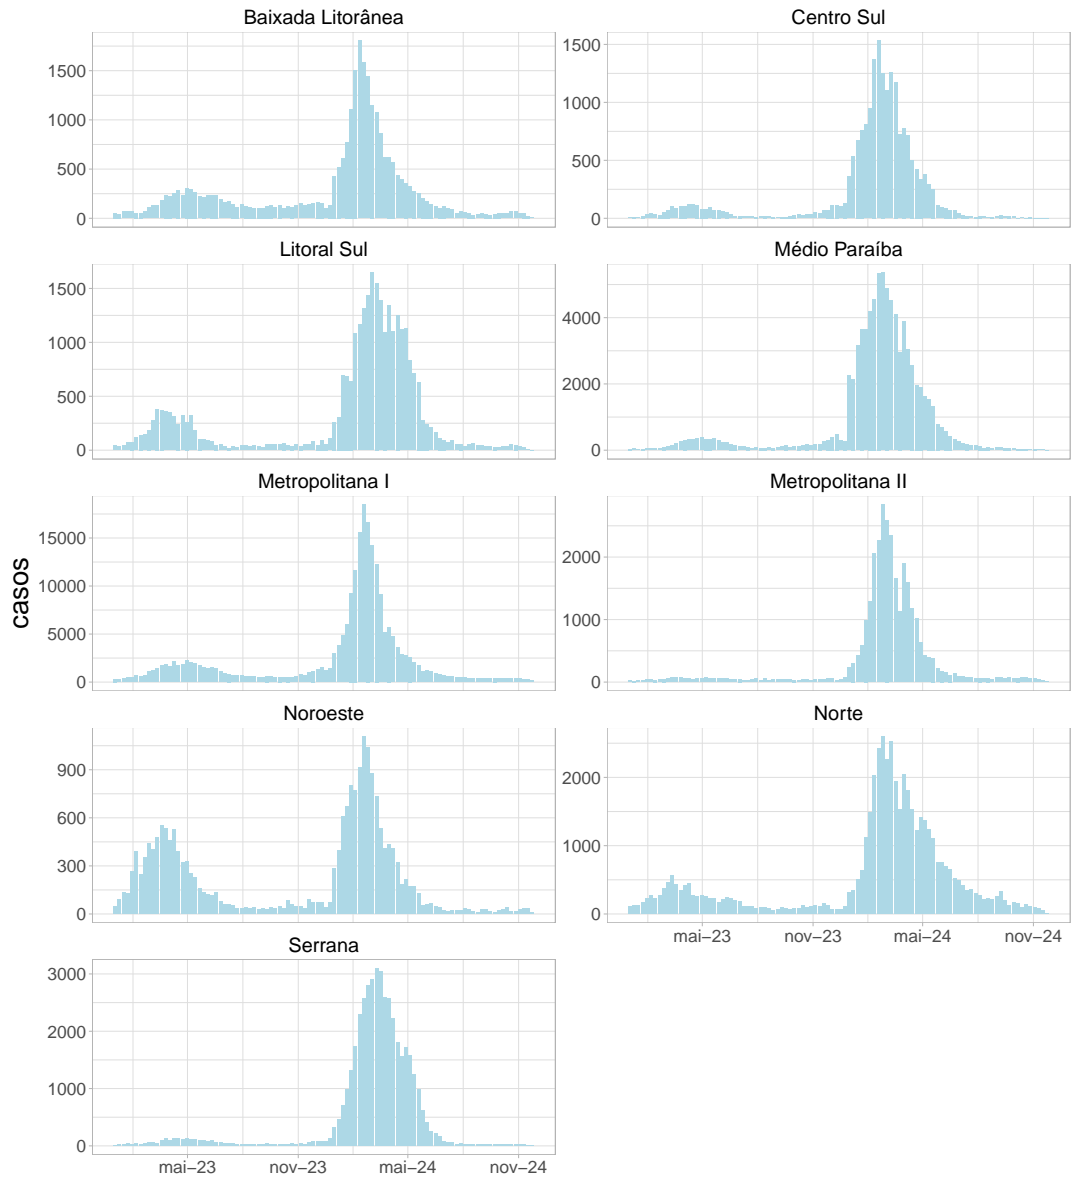 Baixada Litorânea
Centro Sul
1500
1000
500
0
1500
1000
500
0
Litoral Sul
Médio Paraíba
1500
1000
500
0
4000
2000
0
Metropolitana I
Metropolitana II
casos
15000
10000
5000
0
2000
1000
0
Noroeste
Norte
900
600
300
0
2000
1000
0
mai−23
nov−23
mai−24
nov−24
Serrana
3000
2000
1000
0
mai−23
nov−23
mai−24
nov−24